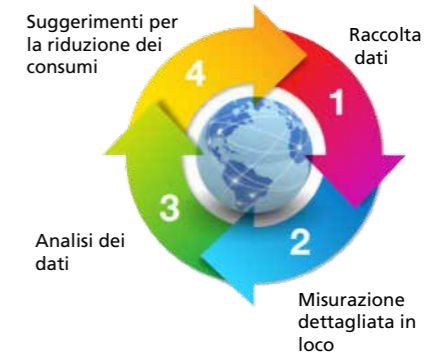 Suggerimenti per
la riduzione dei
consumi
4
Raccolta
dati
1
3
2
Analisi dei
dati
Misurazione
dettagliata in
loco